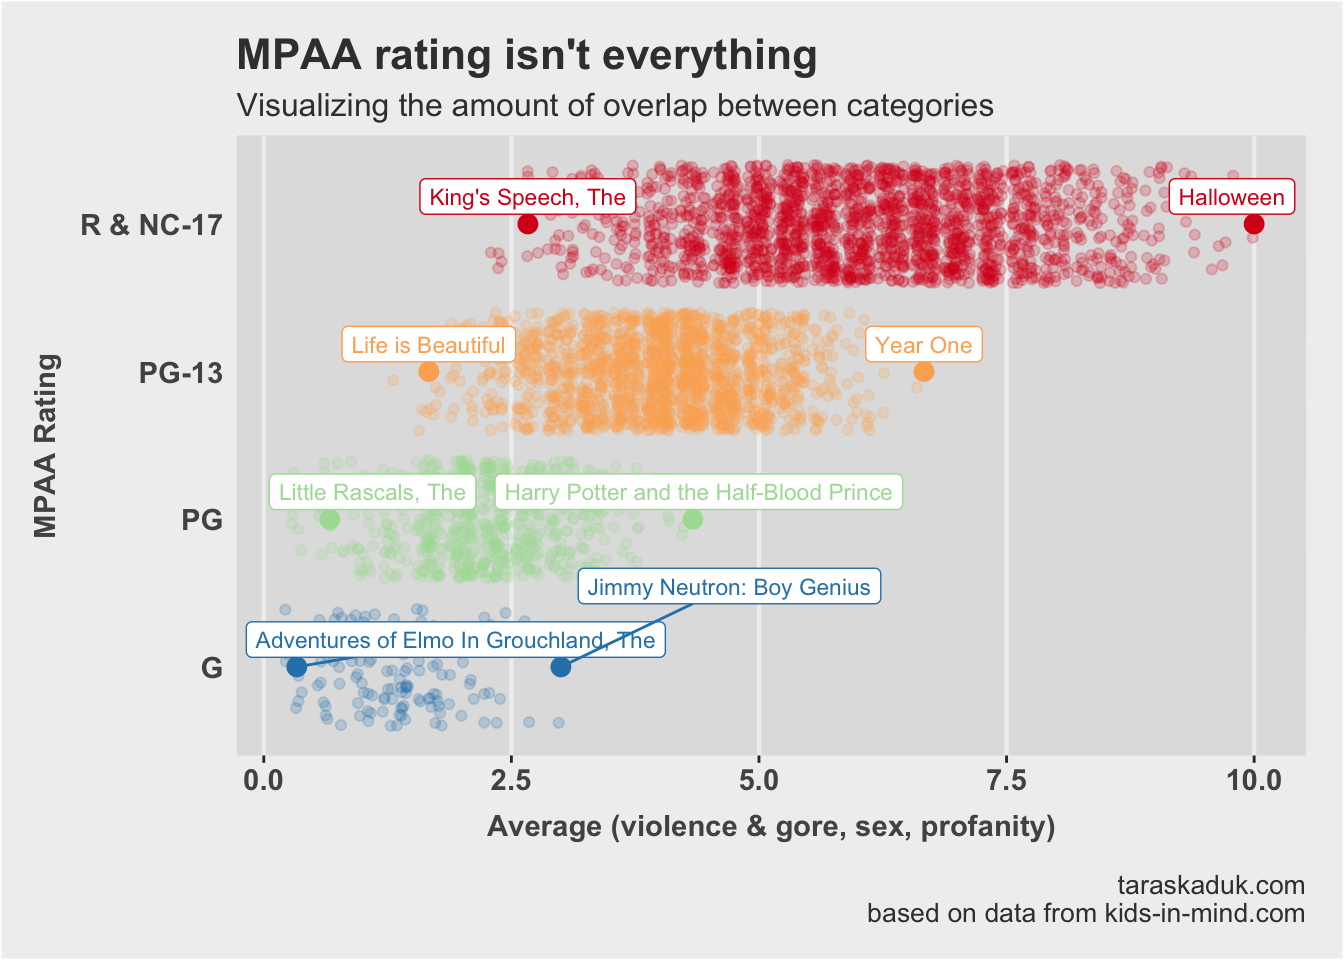 MPAA rating isn't everything
Visualizing the amount of overlap between categories
MPAA Rating
R & NC-17
King's Speech, The
Halloween
PG-13
Life is Beautiful
Year One
PG
Little Rascals, The
Harry Potter and the Half-Blood Prince
G
Jimmy Neutron: Boy Genius
Adventures of Elmo In Grouchland, The
0.0 2.5 5.0 7.5 10.0
Average (violence & gore, sex, profanity)
taraskaduk.com
based on data from kids-in-mind.com